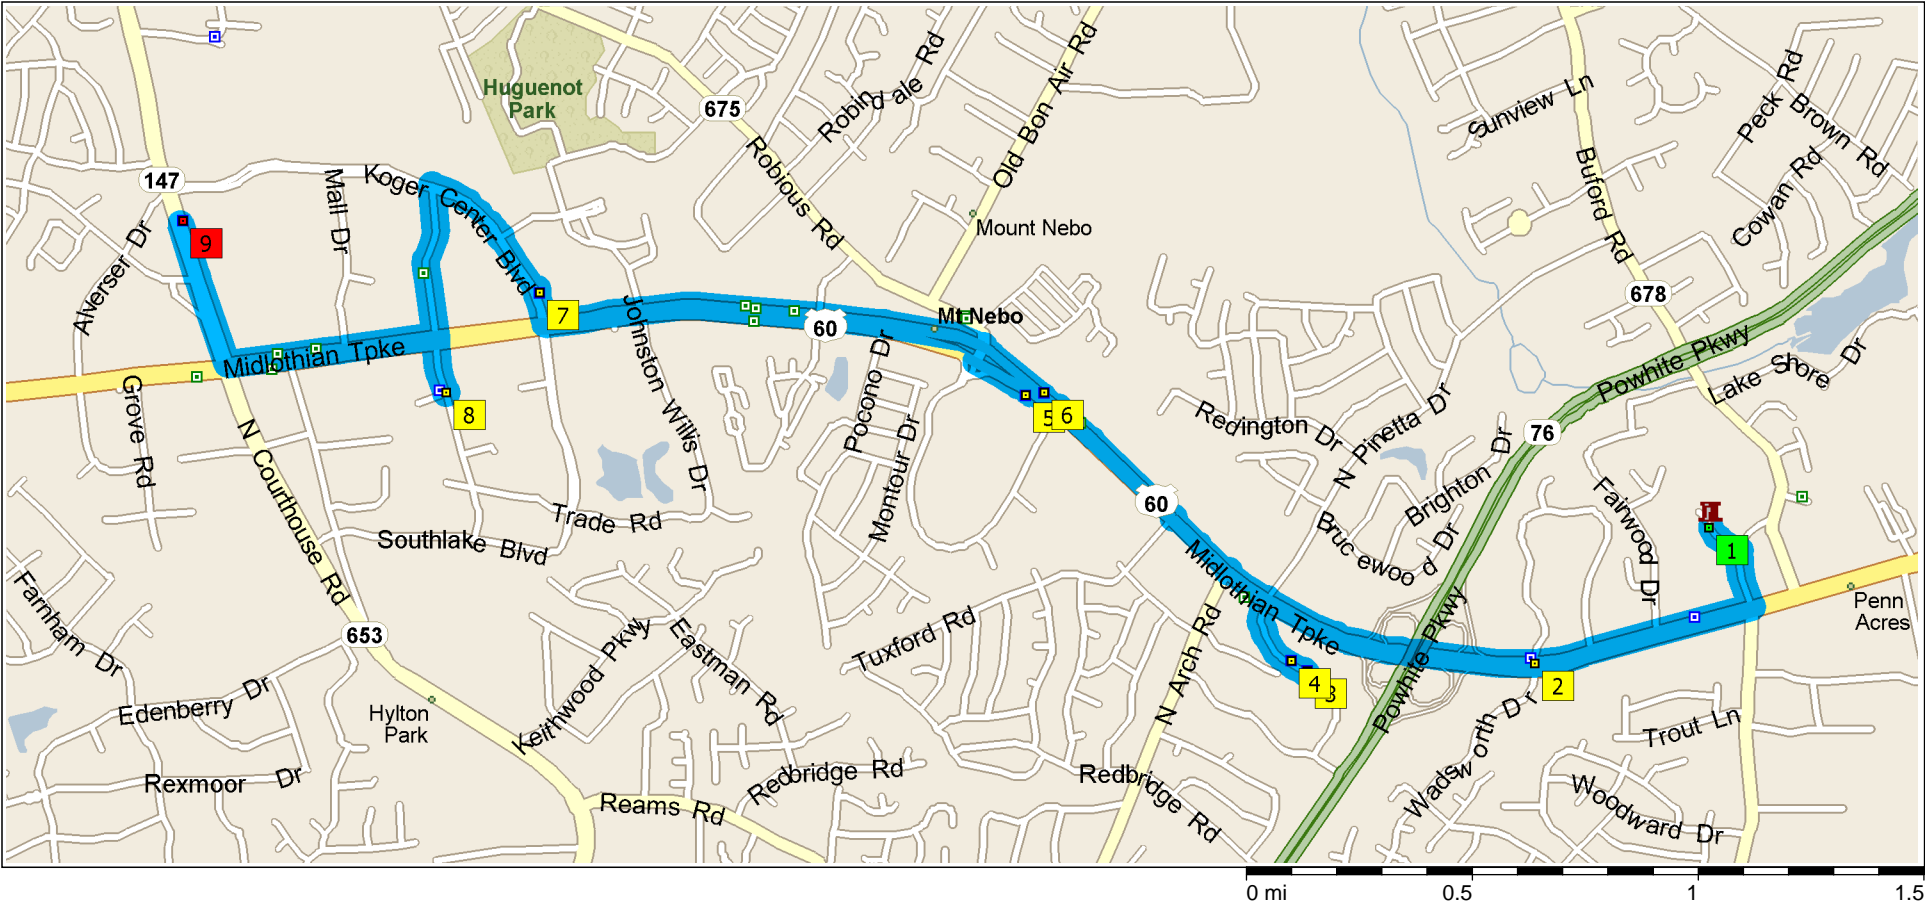 Huguenot
Park
675
Robindale Rd
Old Bon Air Rd
Sunview Ln
Peck Rd
Brown Rd
147
Mall Dr
Koger Center Blvd
Robious Rd
Buford Rd
Cowan Rd
Alverser Dr
9
Mount Nebo
678
7
Johnston Willis Dr
60
Mt Nebo
Powhite Pkwy
Lake Shore Dr
Midlothian Tpke
Grove Rd
8
Pocono Dr
5
6
Redington Dr
N Pinetta Dr
76
N Courthouse Rd
Montour Dr
Brighton Dr
60
Fairwood Dr
Trade Rd
Southlake Blvd
Brucewood Dr
1
Midlothian Tpke
Farnham Dr
653
Keithwood Pkwy
Eastman Rd
Tuxford Rd
N Arch Rd
Powhite Pkwy
Penn
Acres
4
3
2
Edenberry Dr
Hylton
Park
Wadsworth Dr
Trout Ln
Rexmoor Dr
Reams Rd
Redbridge Rd
Redbridge Rd
Woodward Dr
0 mi
0.5
1
1.5